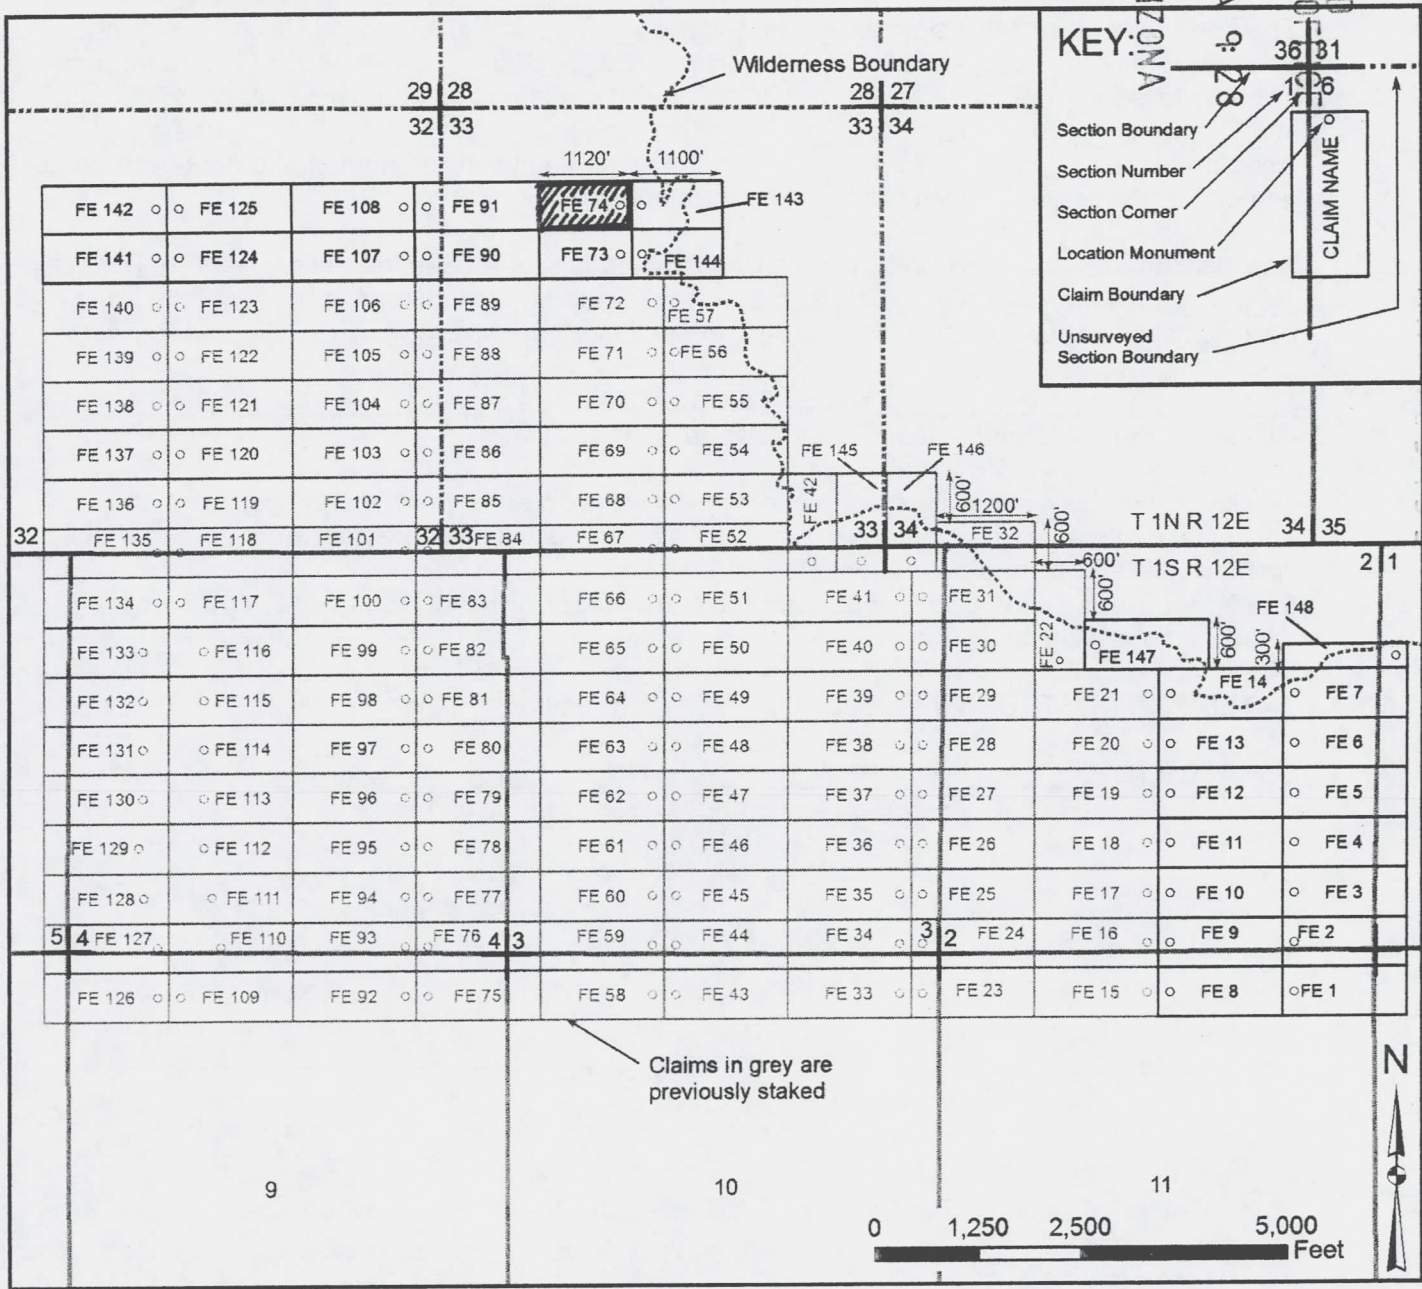 KEY:
IZONA
9: 28
OFFICE
36 31
1 6
Section Boundary
Section Number
Section Corner
Location Monument
Claim Boundary
Unsurveyed
Section Boundary
CLAIM NAME
Wilderness Boundary
29 28 28 27
32 33 33 34
1120' 1100'
FE 142 FE 125 FE 108 FE 91 FE 74 FE 143
FE 141 FE 124 FE 107 FE 90 FE 73 FE 144
FE 140 FE 123 FE 106 FE 89 FE 72 FE 57
FE 139 FE 122 FE 105 FE 88 FE 71 FE 56
FE 138 FE 121 FE 104 FE 87 FE 70 FE 55
FE 137 FE 120 FE 103 FE 86 FE 69 FE 54 FE 145 FE 146
FE 136 FE 119 FE 102 FE 85 FE 68 FE 53 FE 42 600' 1200' 600'
32 FE 135 FE 118 FE 101 32 33 FE 84 FE 67 FE 52 33 34 FE 32 T 1N R 12E 34 35
T 1S R 12E 2 1
600' 600'
FE 134 FE 117 FE 100 FE 83 FE 66 FE 51 FE 41 FE 31 FE 148
FE 133 FE 116 FE 99 FE 82 FE 65 FE 50 FE 40 FE 30 FE 22 FE 147 600' 300'
FE 132 FE 115 FE 98 FE 81 FE 64 FE 49 FE 39 FE 29 FE 21 FE 14 FE 7
FE 131 FE 114 FE 97 FE 80 FE 63 FE 48 FE 38 FE 28 FE 20 FE 13 FE 6
FE 130 FE 113 FE 96 FE 79 FE 62 FE 47 FE 37 FE 27 FE 19 FE 12 FE 5
FE 129 FE 112 FE 95 FE 78 FE 61 FE 46 FE 36 FE 26 FE 18 FE 11 FE 4
FE 128 FE 111 FE 94 FE 77 FE 60 FE 45 FE 35 FE 25 FE 17 FE 10 FE 3
5 4 FE 127 FE 110 FE 93 FE 76 4 3 FE 59 FE 44 FE 34 3 2 FE 24 FE 16 FE 9 FE 2
FE 126 FE 109 FE 92 FE 75 FE 58 FE 43 FE 33 FE 23 FE 15 FE 8 FE 1
Claims in grey are
previously staked
N
9 10 11
0 1,250 2,500 5,000
Feet